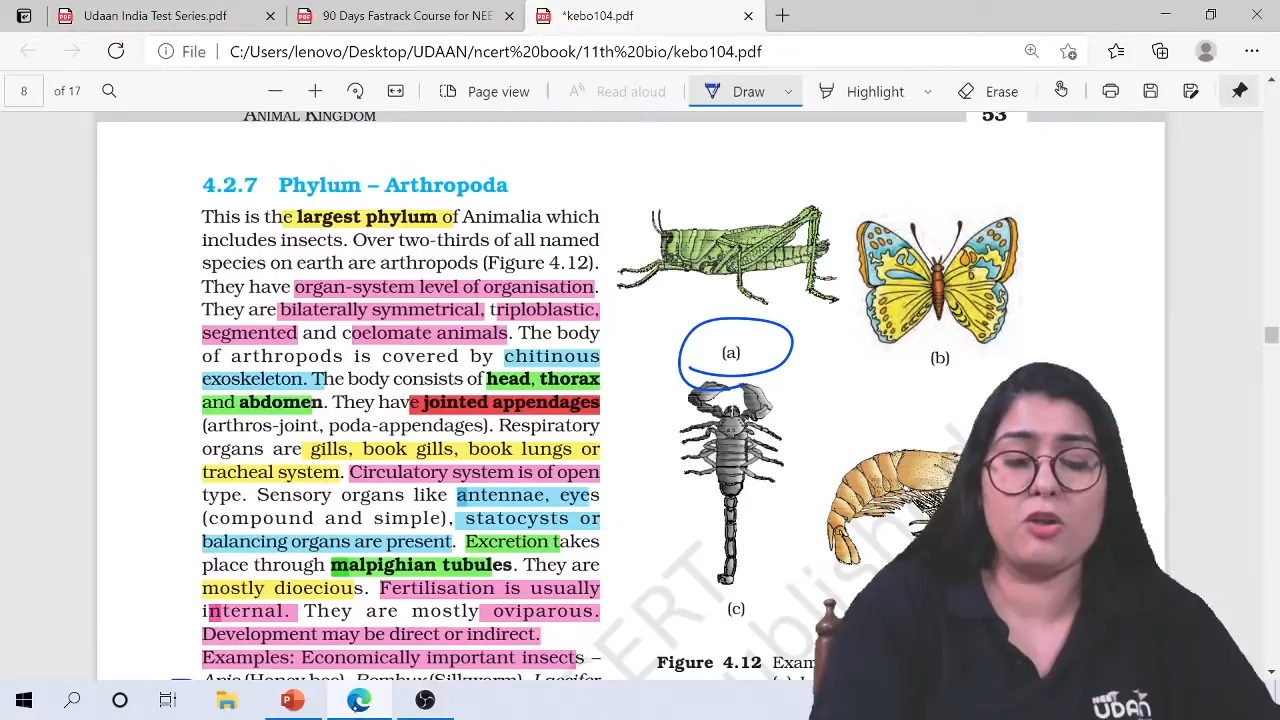 Udaan Indiak Test Series.pdf
90 Days Fastrack Course for NEE
*kebo104.pdf
File
C:/Users/lenovo/Desktop/UDAAN/ncert%20book/11th%20bio/kebo104.pdf
8 of 17
Page view
Read aloud
Draw
Highlight
Erase
ANIMAL KINGDOM
53
4.2.7 Phylum – Arthropoda
This is the largest phylum of Animalia which
includes insects. Over two-thirds of all named
species on earth are arthropods (Figure 4.12).
They have organ-system level of organisation.
They are bilaterally symmetrical, triploblastic,
segmented and coelomate animals. The body
of arthropods is covered by chitinous
exoskeleton. The body consists of head, thorax
and abdomen. They have jointed appendages
(arthros-joint, poda-appendages). Respiratory
organs are gills, book gills, book lungs or
tracheal system. Circulatory system is of open
type. Sensory organs like antennae, eyes
(compound and simple), statocysts or
balancing organs are present. Excretion takes
place through malpighian tubules. They are
mostly dioecious. Fertilisation is usually
internal. They are mostly oviparous.
Development may be direct or indirect.
Examples: Economically important insects –
(a)
(b)
(c)
Figure 4.12 Exam
NEET
UDAN